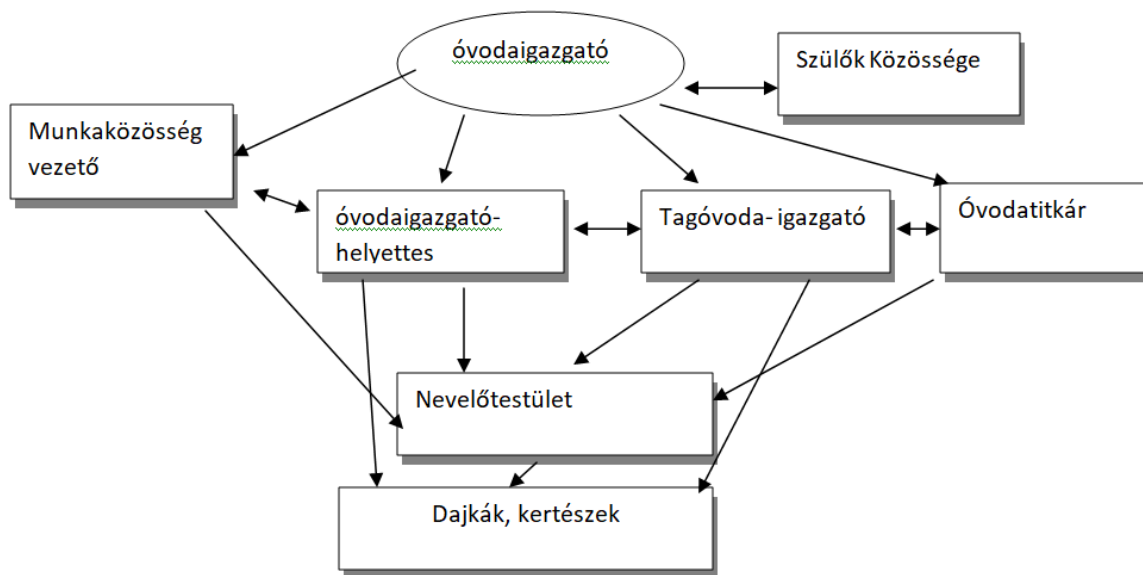 óvodaigazgató
Szülők Közössége
Munkaközösség
vezető
óvodaigazgató-
helyettes
Tagóvoda- igazgató
Óvodatitkár
Nevelőtestület
Dajkák, kertészek